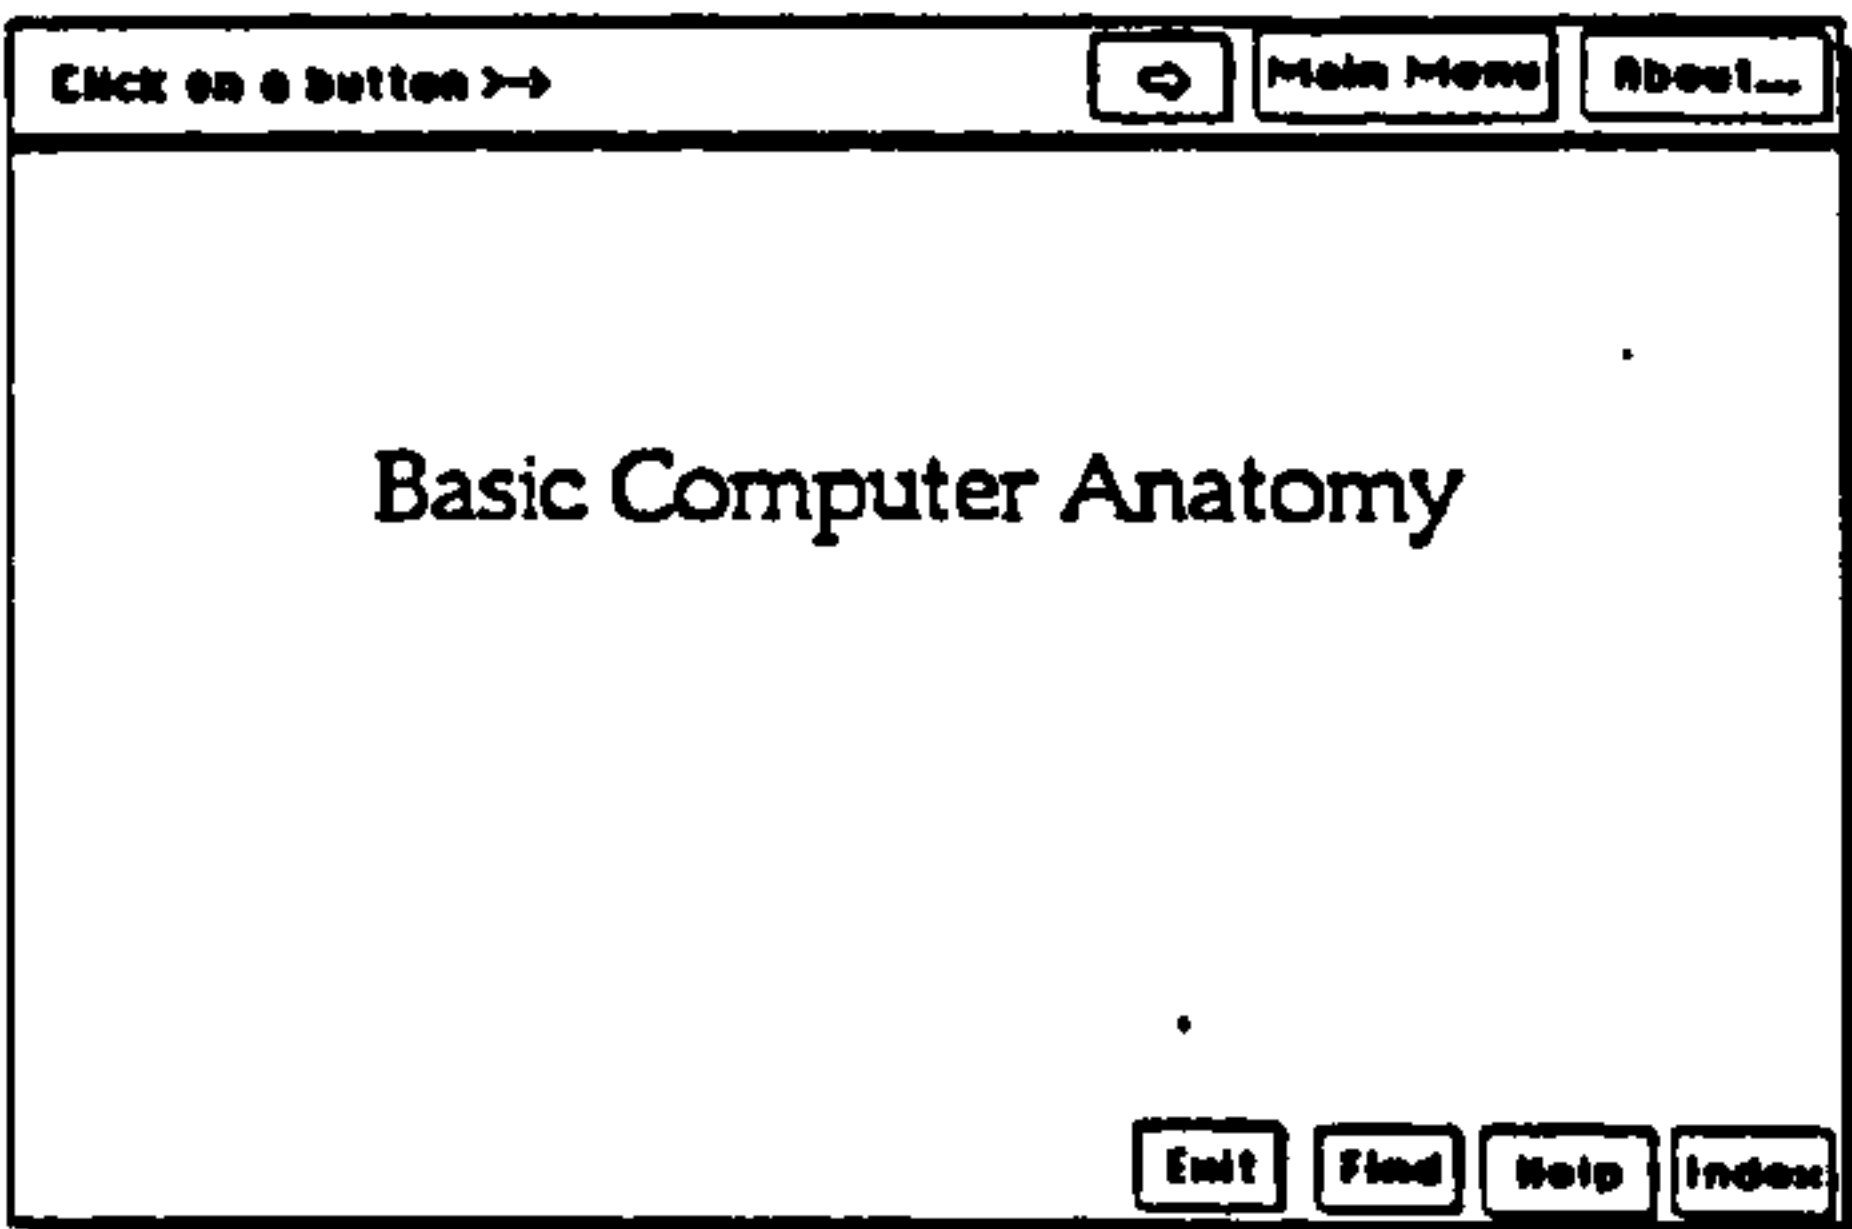 Click on a button >→ ⇨ Main Menu About...
Basic Computer Anatomy
Exit Find Help Index